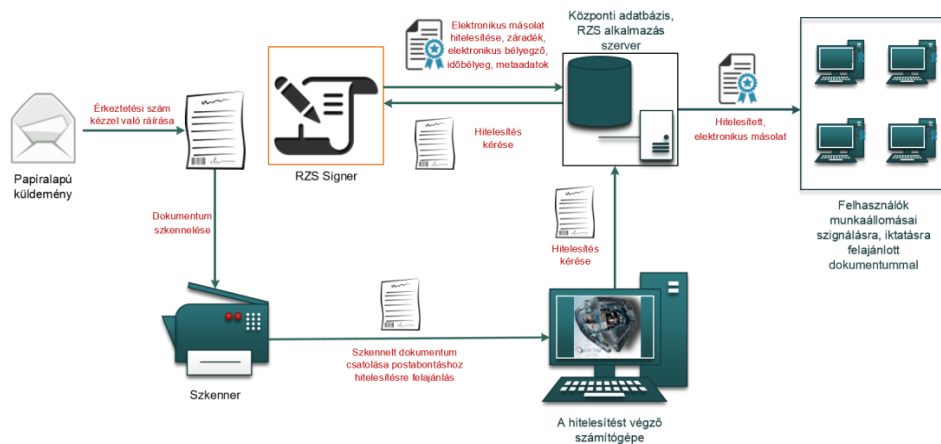 Elektronikus másolat
hitelesítése, záradék,
elektronikus bélyegző,
időbélyeg, metaadatok
Központi adatbázis,
RZS alkalmazás
szerver
Érkeztetési szám
kézzel való ráírása
Hitelesítés
kérése
Hitelesített,
elektronikus másolat
Papíralapú
küldemény
RZS Signer
Felhasználók
munkaállomásai
szignálásra, iktatásra
felajánlott
dokumentummal
Dokumentum
szkennelése
Hitelesítés
kérése
Szkennelt dokumentum
csatolása postabontáshoz
hitelesítésre felajánlás
Szkenner
A hitelesítést végző
számítógépe